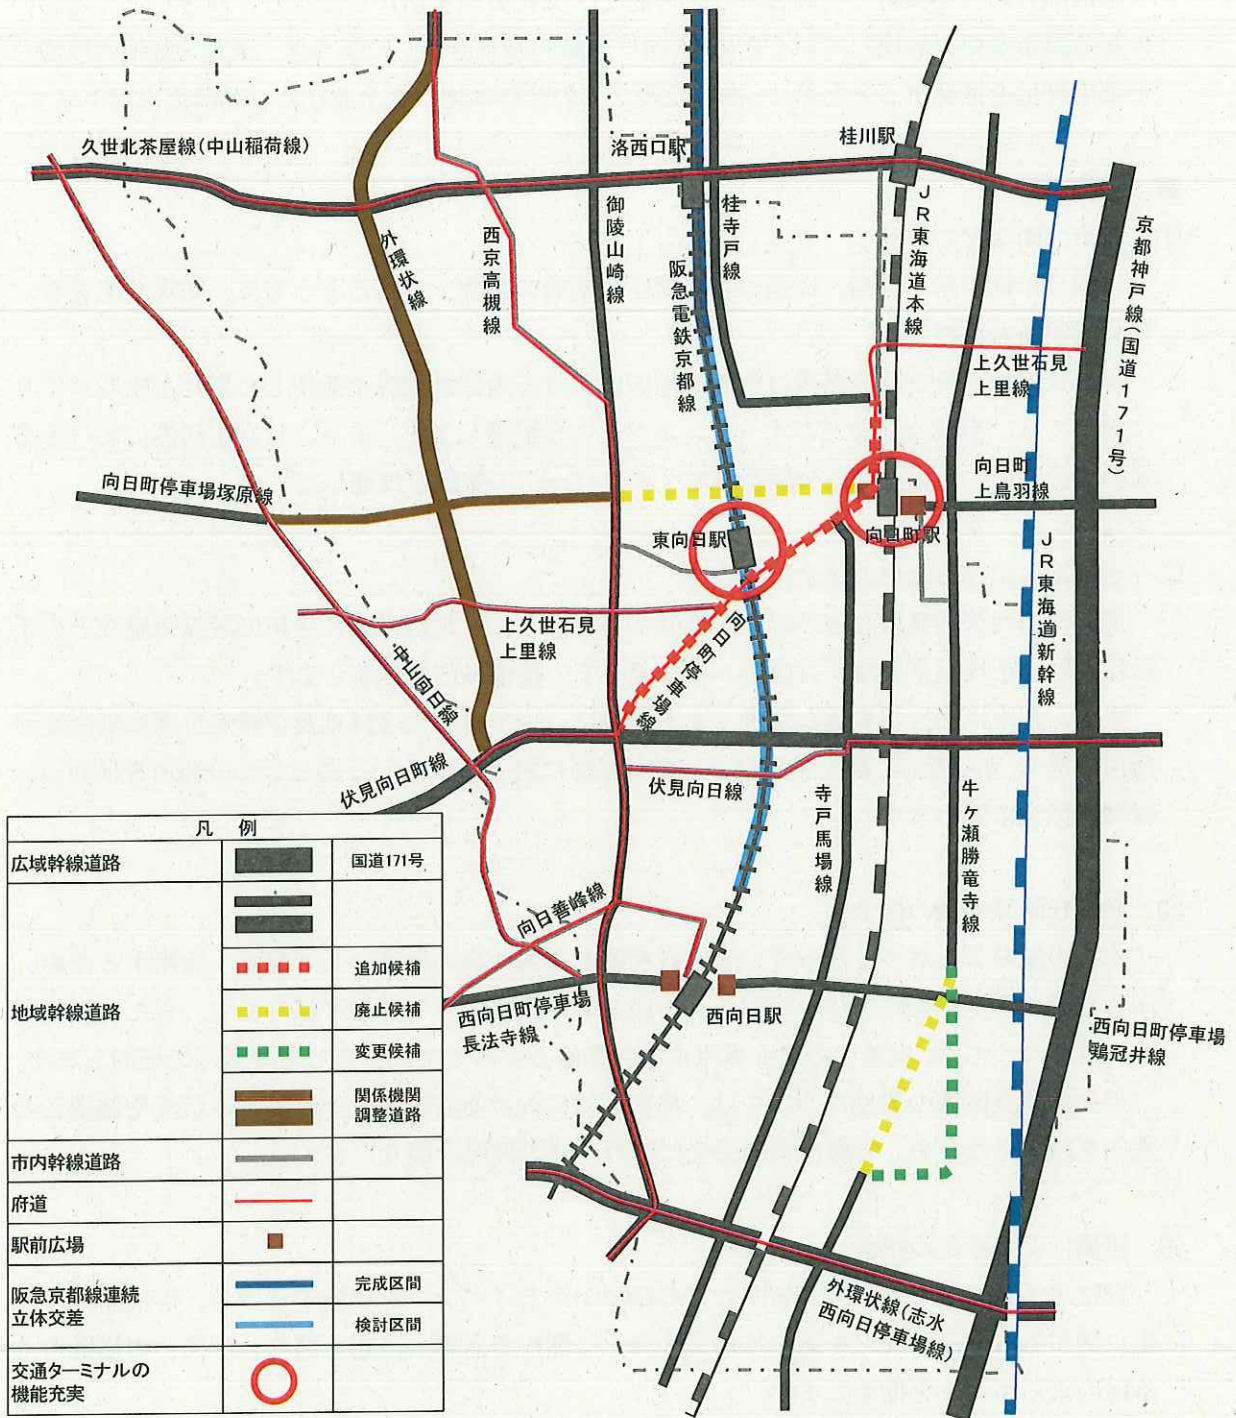 久世北茶屋線(中山稲荷線)
洛西口駅
桂川駅
外環状線
西京高槻線
御陵山崎線
桂寺戸線
阪急電鉄京都線
JR東海道本線
京都神戸線(国道171号)
上久世石見
上里線
向日町停車場塚原線
向日町
上鳥羽線
東向日駅
向日町駅
JR東海道新幹線
上久世石見
上里線
向日町停車場線
中山向日線
伏見向日町線
伏見向日線
寺戸馬場線
牛ヶ瀬勝竜寺線
向日善峰線
西向日町停車場
長法寺線
西向日駅
西向日町停車場
鶏冠井線
外環状線(志水
西向日停車場線)
凡 例
広域幹線道路 国道171号
地域幹線道路
追加候補
廃止候補
変更候補
関係機関
調整道路
市内幹線道路
府道
駅前広場
阪急京都線連続
立体交差
完成区間
検討区間
交通ターミナルの
機能充実